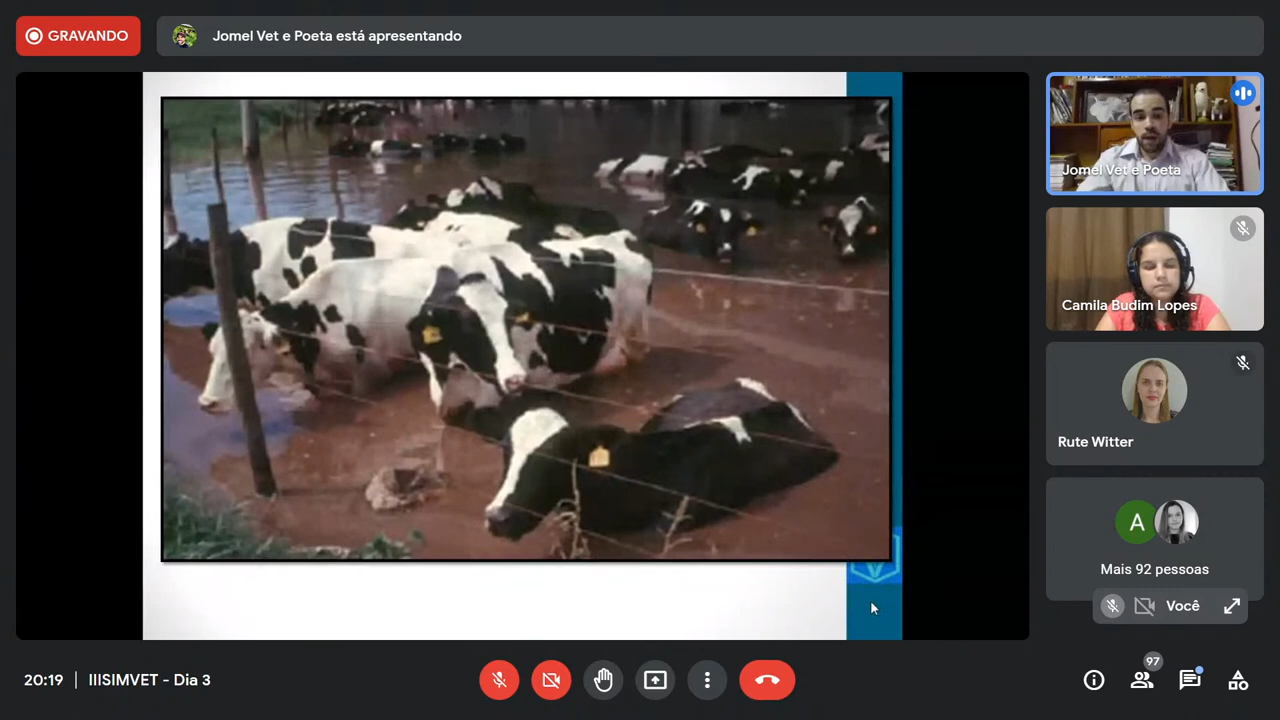 GRAVANDO
Jomel Vet e Poeta está apresentando
Jomel Vet e Poeta
Camila Budim Lopes
Rute Witter
A
Mais 92 pessoas
Você
20:19 | IIISIMVET - Dia 3
97